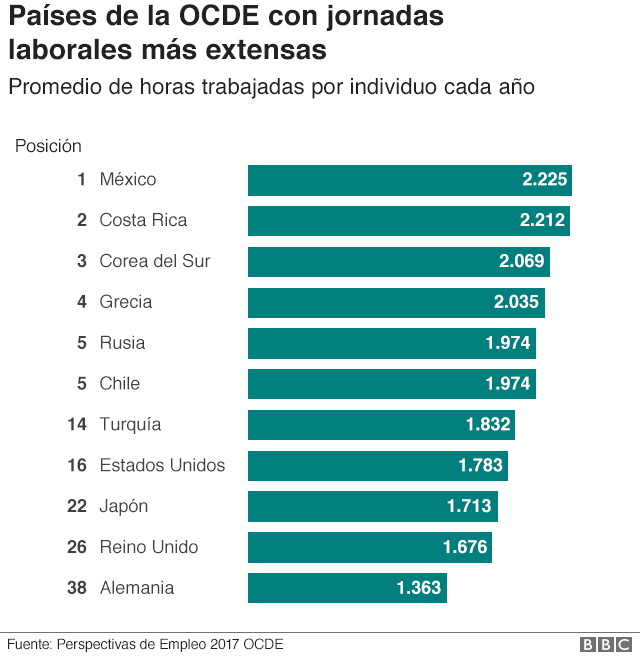 Países de la OCDE con jornadas
laborales más extensas
Promedio de horas trabajadas por individuo cada año
Posición
1 México 2.225
2 Costa Rica 2.212
3 Corea del Sur 2.069
4 Grecia 2.035
5 Rusia 1.974
5 Chile 1.974
14 Turquía 1.832
16 Estados Unidos 1.783
22 Japón 1.713
26 Reino Unido 1.676
38 Alemania 1.363
Fuente: Perspectivas de Empleo 2017 OCDE BBC